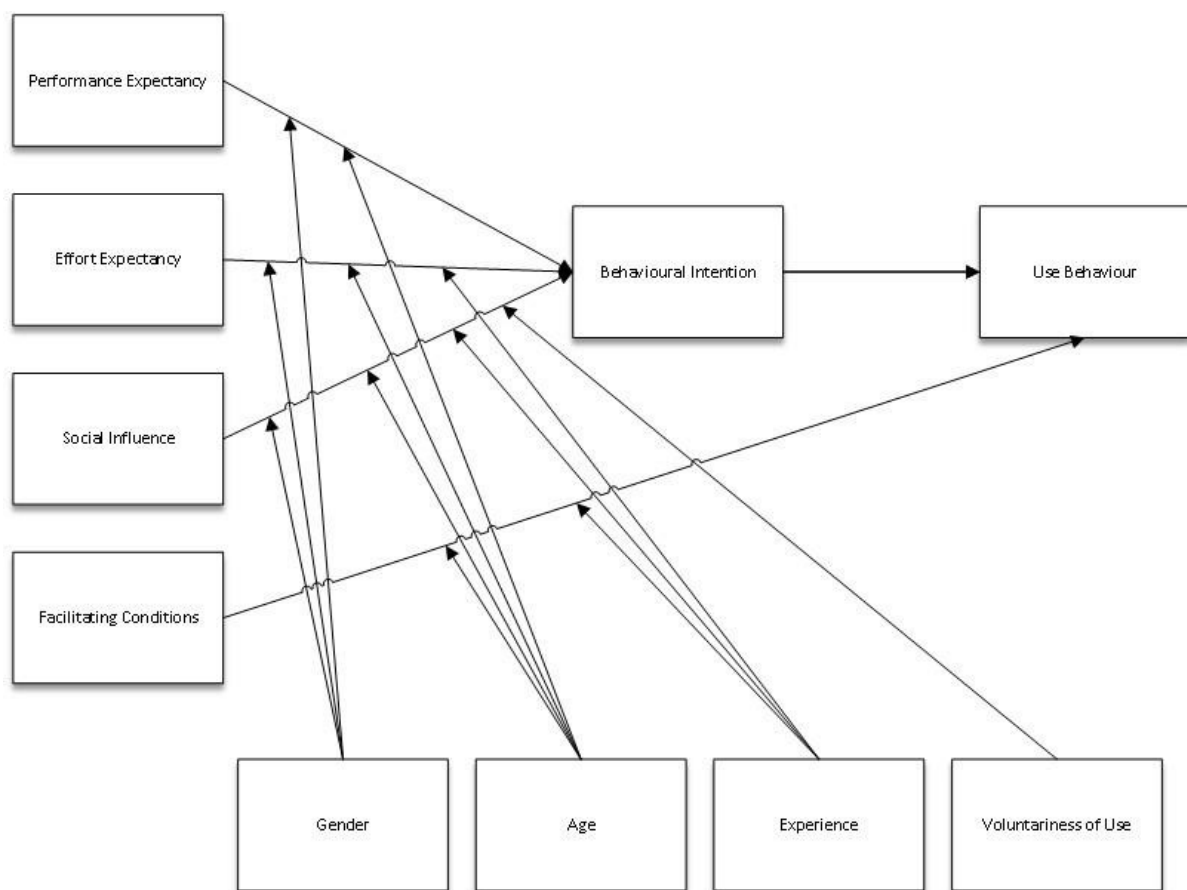 Performance Expectancy
Effort Expectancy
Behavioural Intention
Use Behaviour
Social Influence
Facilitating Conditions
Gender
Age
Experience
Voluntariness of Use